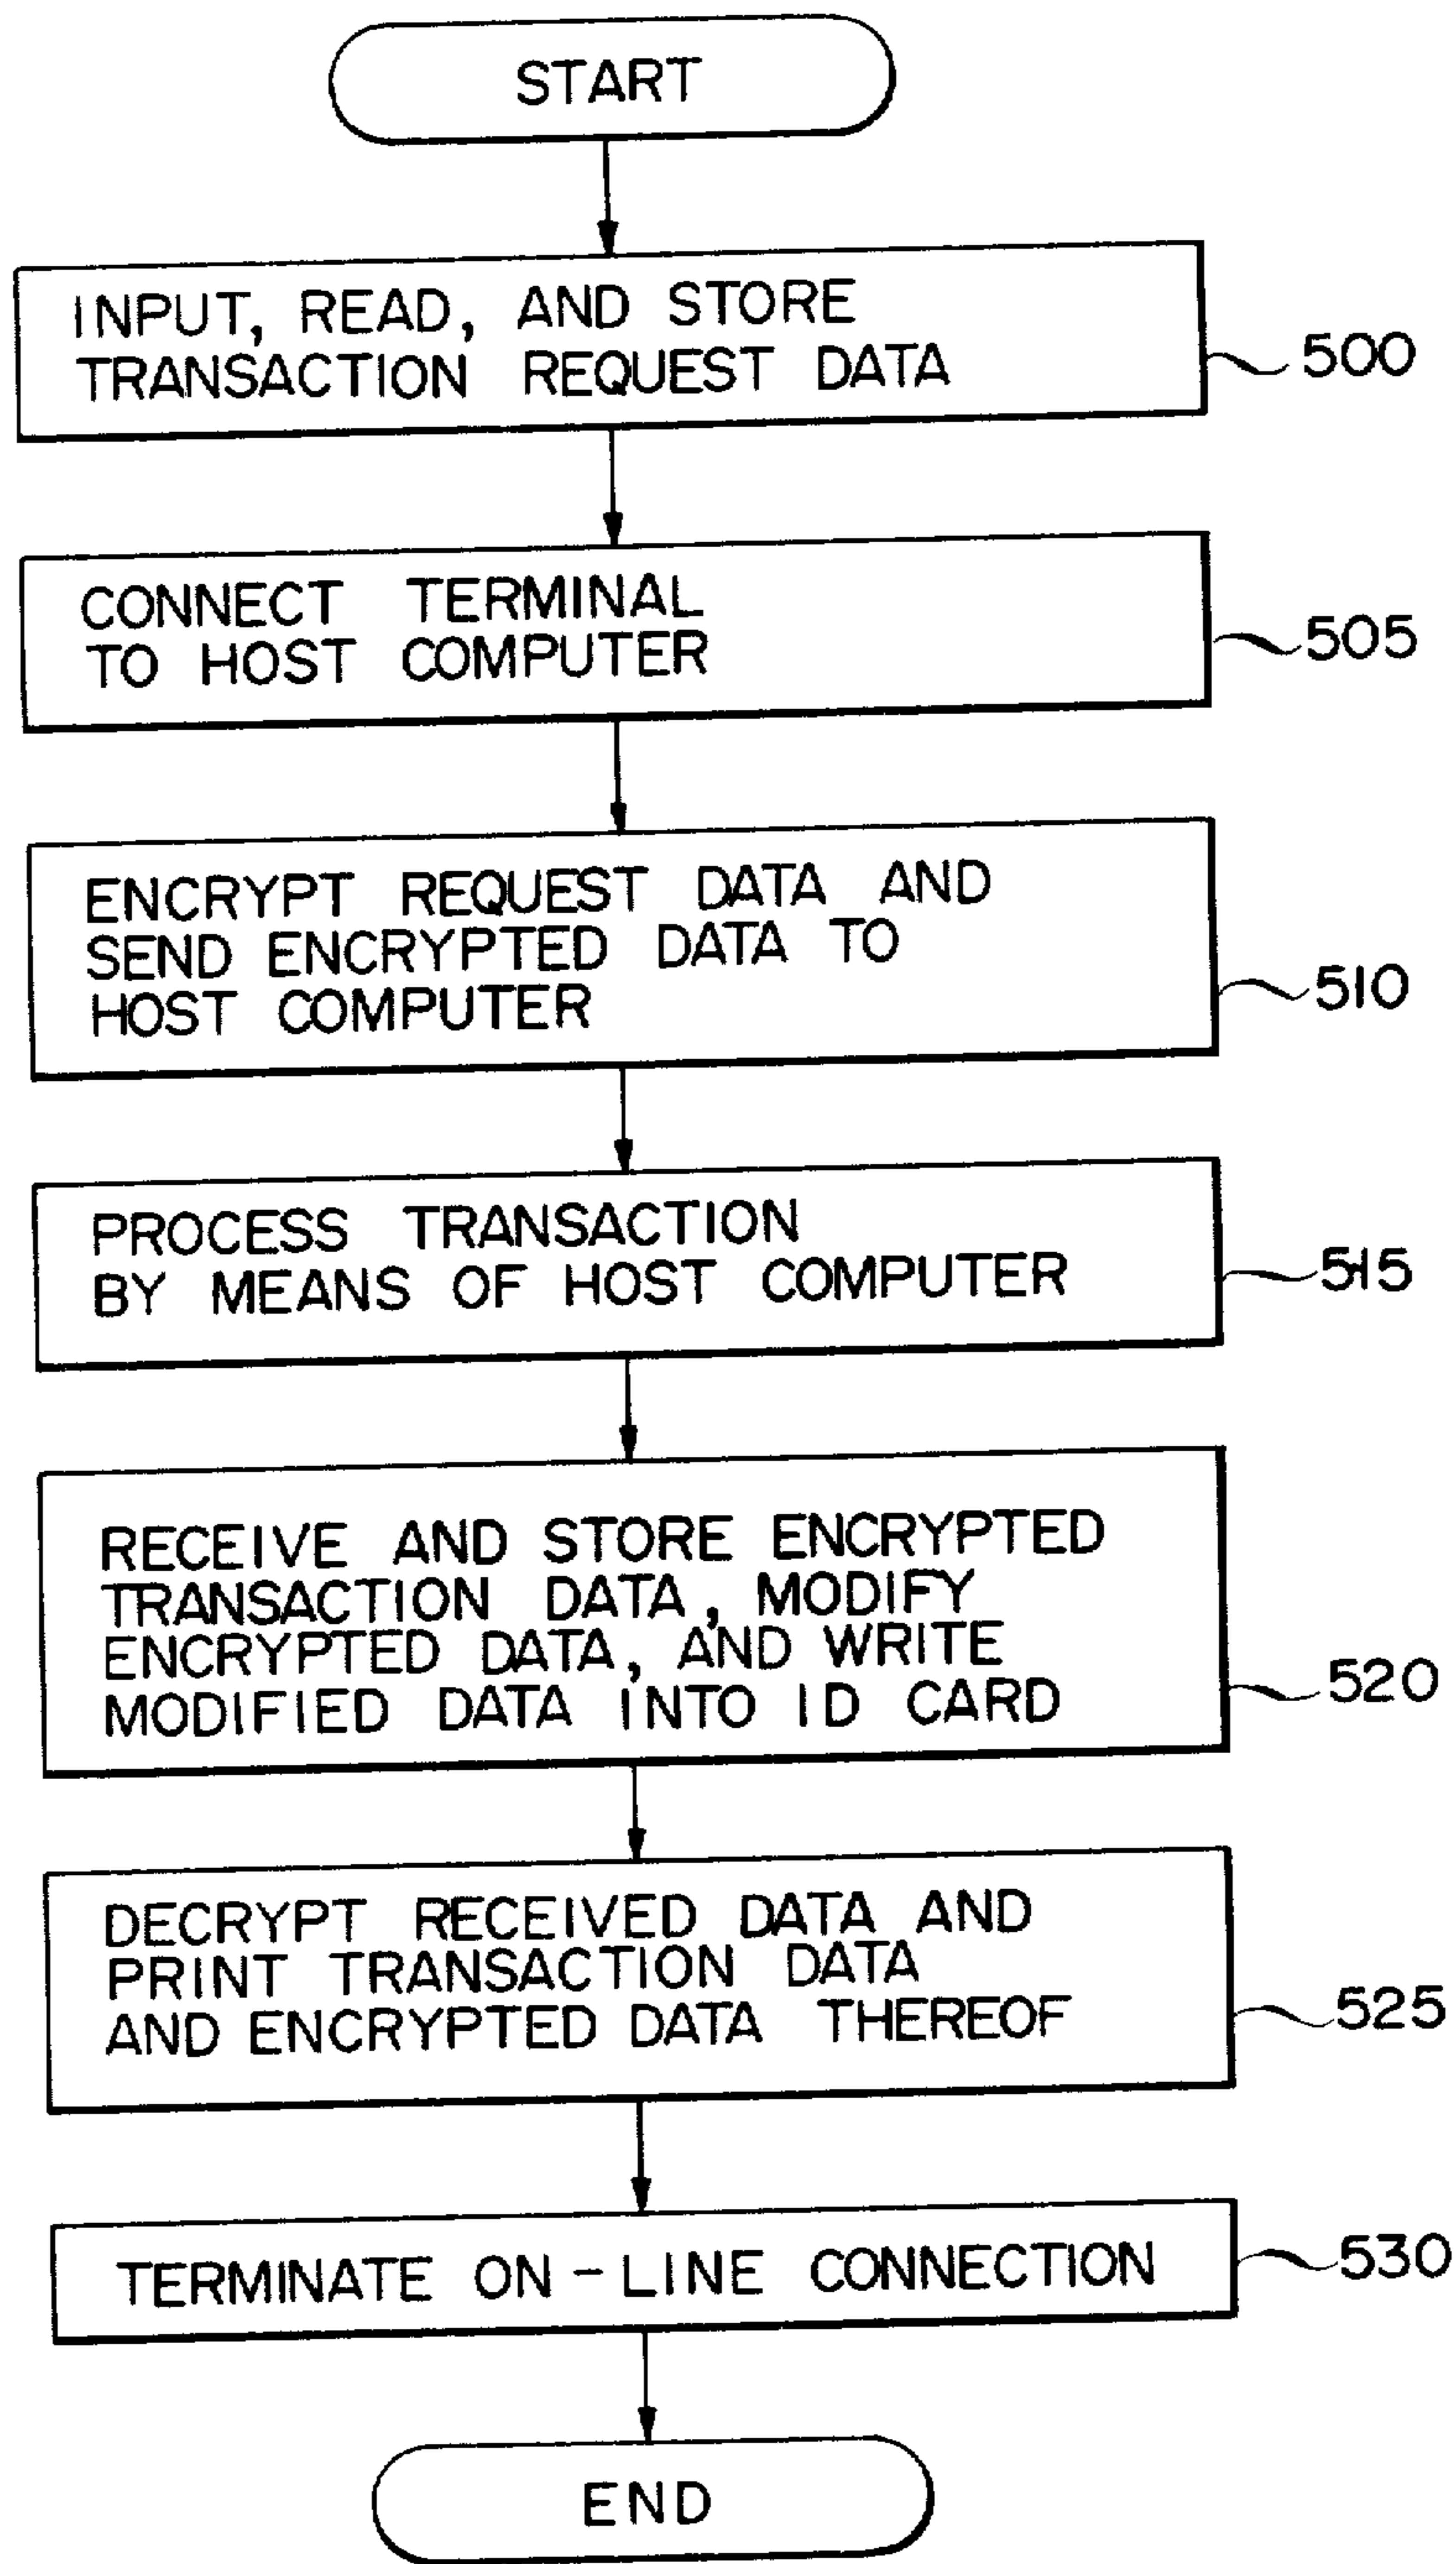 START
INPUT, READ, AND STORE
TRANSACTION REQUEST DATA
500
CONNECT TERMINAL
TO HOST COMPUTER
505
ENCRYPT REQUEST DATA AND
SEND ENCRYPTED DATA TO
HOST COMPUTER
510
PROCESS TRANSACTION
BY MEANS OF HOST COMPUTER
515
RECEIVE AND STORE ENCRYPTED
TRANSACTION DATA, MODIFY
ENCRYPTED DATA, AND WRITE
MODIFIED DATA INTO ID CARD
520
DECRYPT RECEIVED DATA AND
PRINT TRANSACTION DATA
AND ENCRYPTED DATA THEREOF
525
TERMINATE ON-LINE CONNECTION
530
END